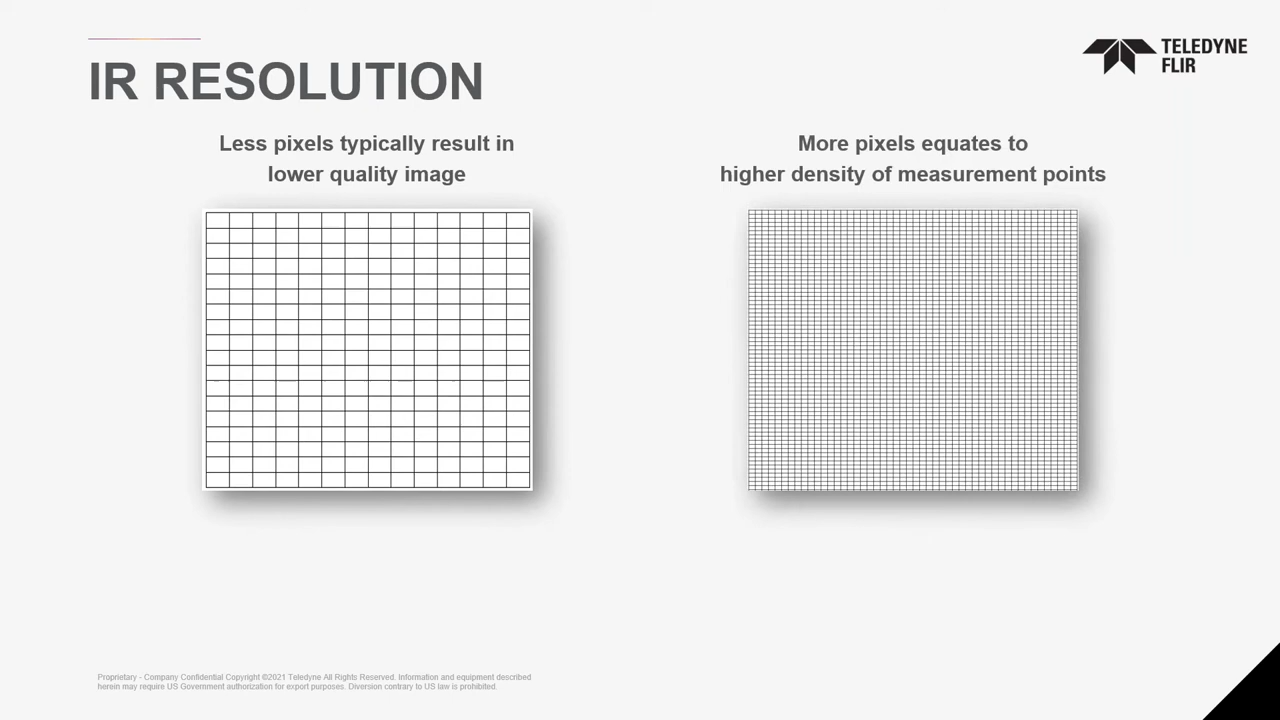 IR RESOLUTION
TELEDYNE
FLIR
Less pixels typically result in
lower quality image
More pixels equates to
higher density of measurement points
Proprietary - Company Confidential Copyright ©2021 Teledyne All Rights Reserved. Information and equipment described
herein may require US Government authorization for export purposes. Diversion contrary to US law is prohibited.